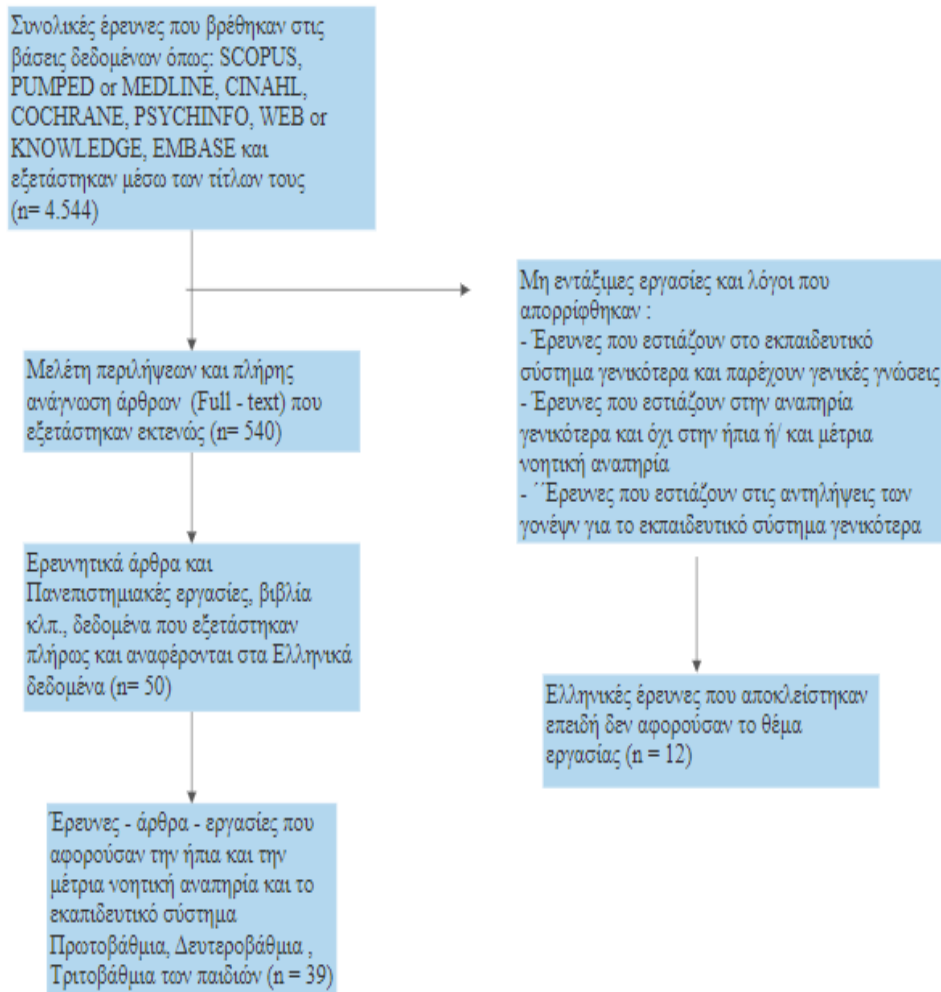 Συνολικές έρευνες που βρέθηκαν στις
βάσεις δεδομένων όπως: SCOPUS,
PUMPED or MEDLINE, CINAHL,
COCHRANE, PSYCHINFO, WEB or
KNOWLEDGE, EMBASE και
εξετάστηκαν μέσω των τίτλων τους
(n= 4.544)
Μη εντάξιμες εργασίες και λόγοι που
απορρίφθηκαν :
- Έρευνες που εστιάζουν στο εκπαιδευτικό
σύστημα γενικότερα και παρέχουν γενικές γνώσεις
- Έρευνες που εστιάζουν στην αναπηρία
γενικότερα και όχι στην ήπια ή/ και μέτρια
νοητική αναπηρία
- ΄΄Έρευνες που εστιάζουν στις αντηλήψεις των
γονέψν για το εκπαιδευτικό σύστημα γενικότερα
Μελέτη περιλήψεων και πλήρης
ανάγνωση άρθρων (Full - text) που
εξετάστηκαν εκτενώς (n= 540)
Ερευνητικά άρθρα και
Πανεπιστημιακές εργασίες, βιβλία
κλπ., δεδομένα που εξετάστηκαν
πλήρως και αναφέρονται στα Ελληνικά
δεδομένα (n= 50)
Ελληνικές έρευνες που αποκλείστηκαν
επειδή δεν αφορούσαν το θέμα
εργασίας (n = 12)
Έρευνες - άρθρα - εργασίες που
αφορούσαν την ήπια και την
μέτρια νοητική αναπηρία και το
εκαπιδευτικό σύστημα
Πρωτοβάθμια, Δευτεροβάθμια ,
Τριτοβάθμια των παιδιών (n = 39)